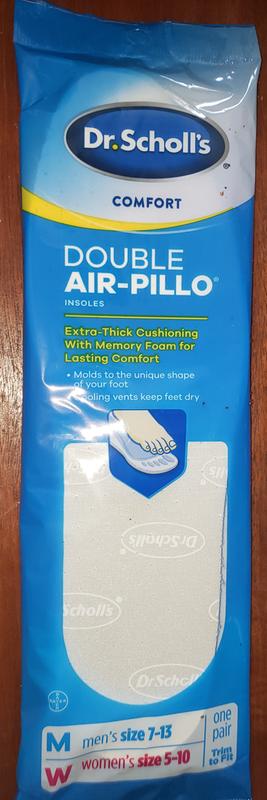 Dr.Scholl's
COMFORT
DOUBLE
AIR-PILLO®
INSOLES
Extra-Thick Cushioning
With Memory Foam for
Lasting Comfort
• Molds to the unique shape
of your foot
vents keep feet dry
Dr.Scholl's
Scholl's
Dr.Scholl
BAYER
M men's size 7-13
W women's size 5-10
one
pair
Trim
to Fit